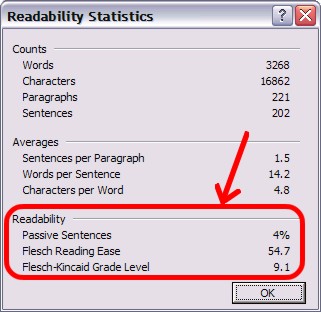 Readability Statistics
Counts
Words 3268
Characters 16862
Paragraphs 221
Sentences 202
Averages
Sentences per Paragraph 1.5
Words per Sentence 14.2
Characters per Word 4.8
Readability
Passive Sentences 4%
Flesch Reading Ease 54.7
Flesch-Kincaid Grade Level 9.1
OK